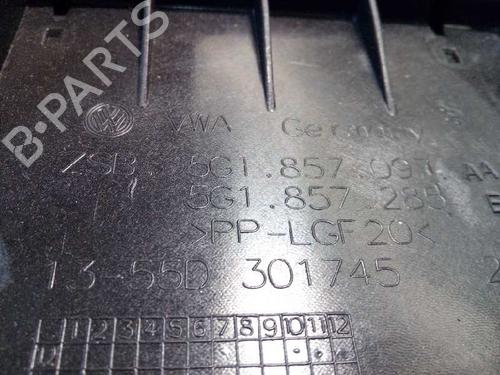 B-PARTS
VWA Germany
ZSB 5G1.857.097 AA
5G1.857.285
>PP-LGF20<
13-55D 301745
1 2 3 4 5 6 7 8 9 10 11 12